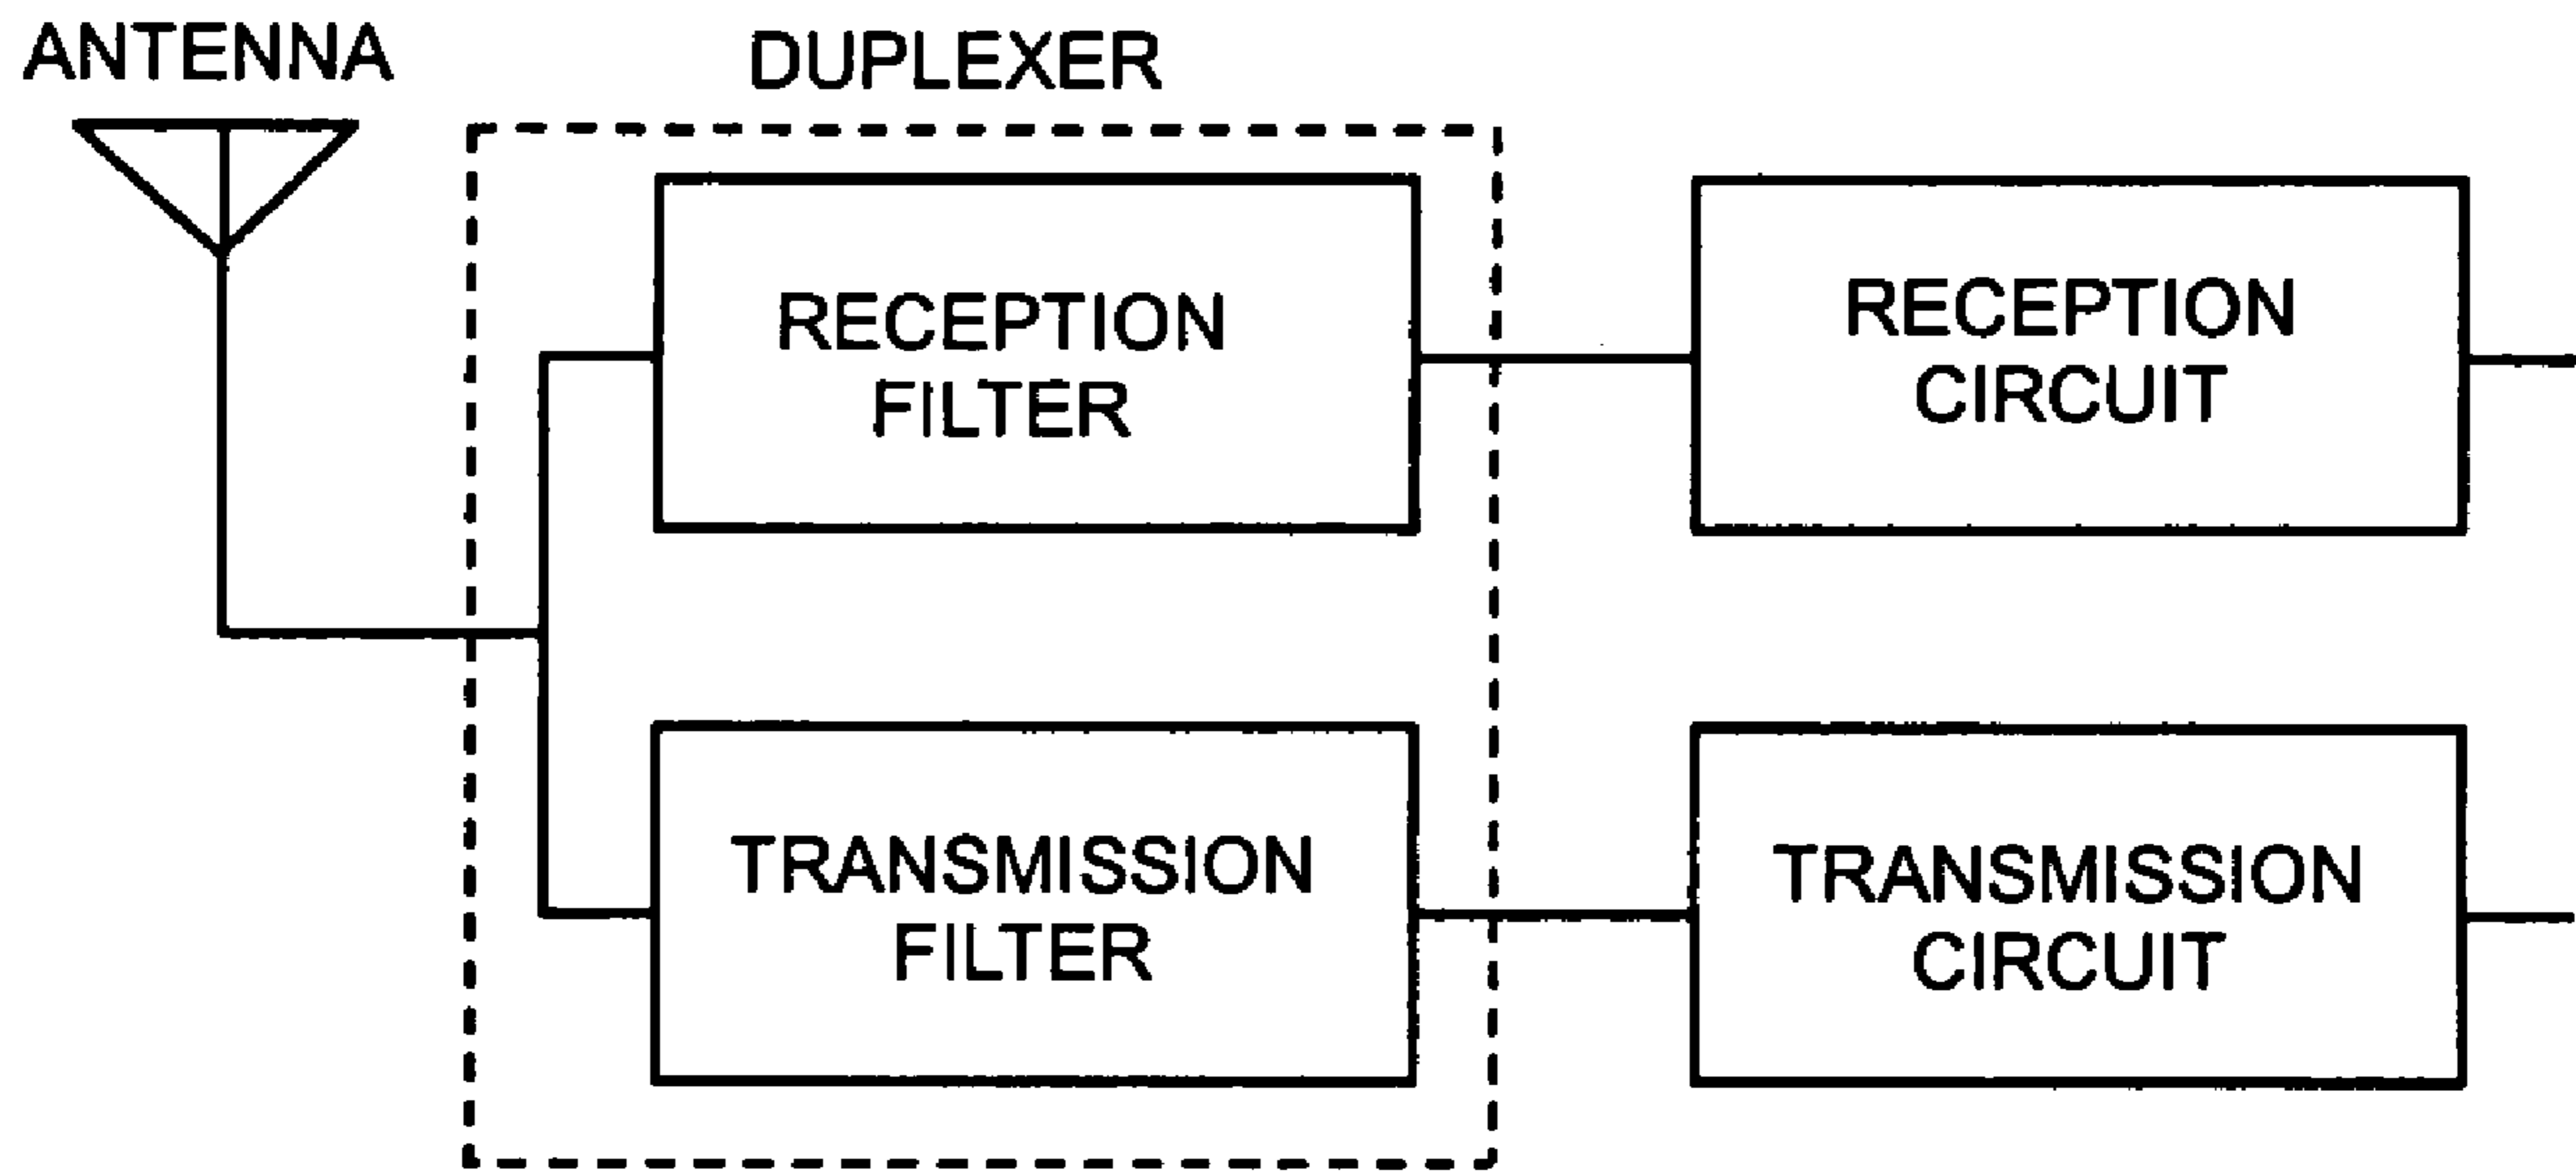 ANTENNA
DUPLEXER
RECEPTION
FILTER
RECEPTION
CIRCUIT
TRANSMISSION
FILTER
TRANSMISSION
CIRCUIT